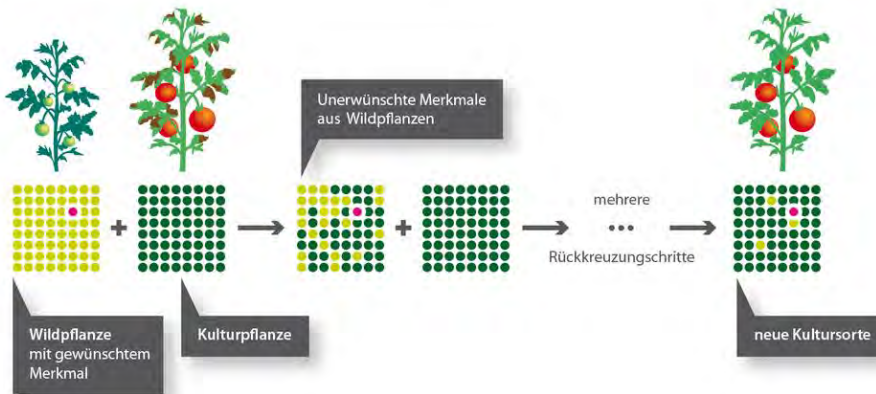 Unerwünschte Merkmale
aus Wildpflanzen
mehrere
Rückkreuzungschritte
Wildpflanze
mit gewünschtem
Merkmal
Kulturpflanze
neue Kultursorte